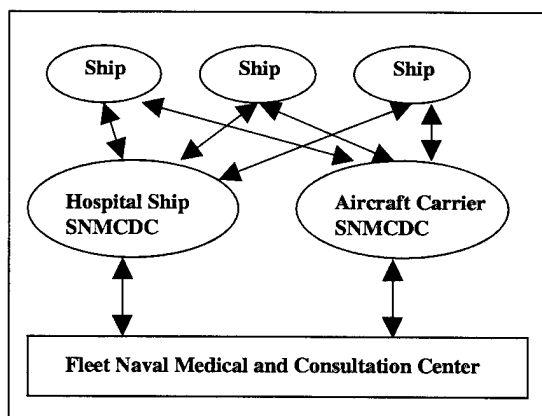 Ship
Ship
Ship
Hospital Ship
SNMCDC
Aircraft Carrier
SNMCDC
Fleet Naval Medical and Consultation Center